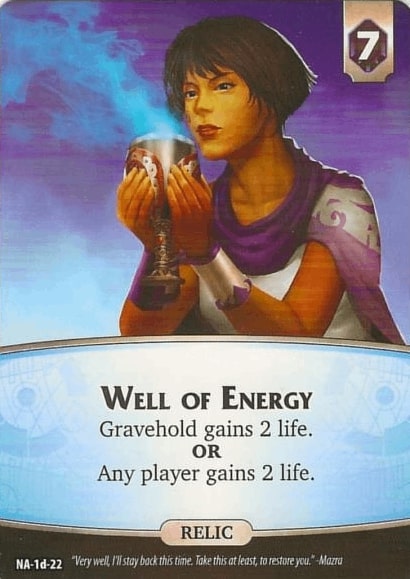 7
WELL OF ENERGY
Gravehold gains 2 life.
OR
Any player gains 2 life.
RELIC
NA-1d-22 "Very well, I'll stay back this time. Take this at least, to restore you." -Mazra